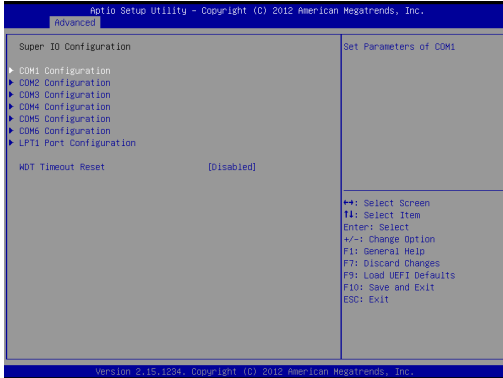 Aptio Setup Utility – Copyright (C) 2012 American Megatrends, Inc.
Advanced
Super IO Configuration
COM1 Configuration
COM2 Configuration
COM3 Configuration
COM4 Configuration
COM5 Configuration
COM6 Configuration
LPT1 Port Configuration
WDT Timeout Reset [Disabled]
Set Parameters of COM1
↔: Select Screen
↑↓: Select Item
Enter: Select
+/-: Change Option
F1: General Help
F7: Discard Changes
F9: Load UEFI Defaults
F10: Save and Exit
ESC: Exit
Version 2.15.1234. Copyright (C) 2012 American Megatrends, Inc.